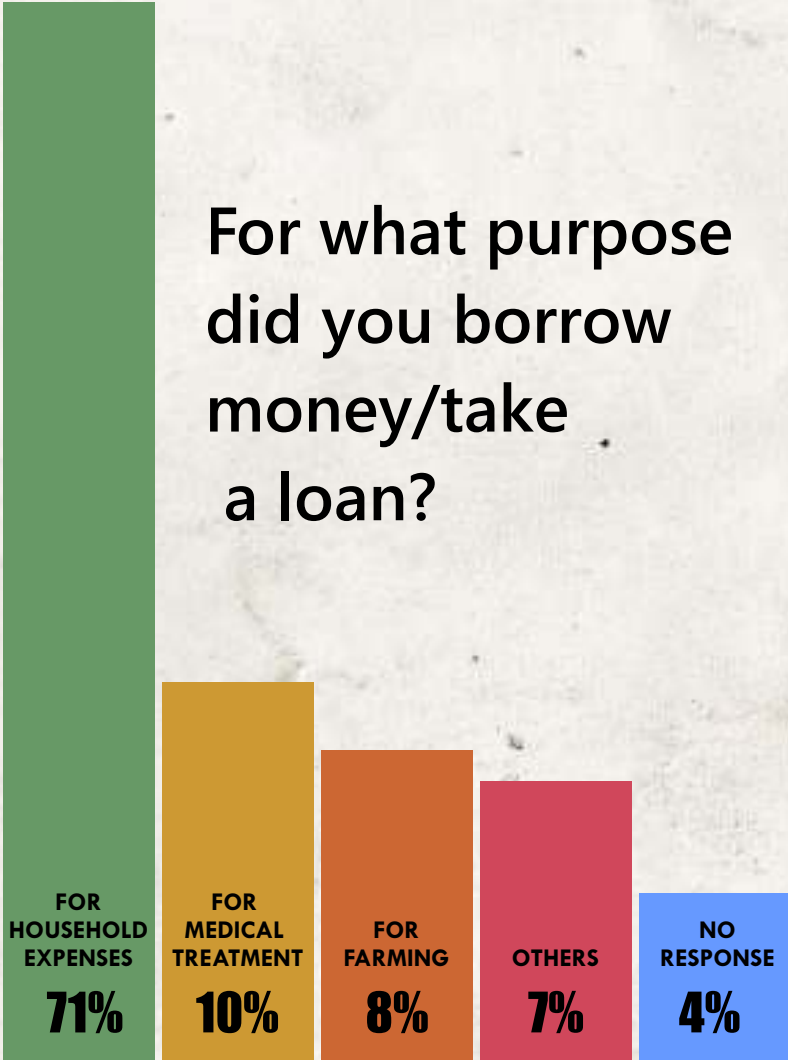 For what purpose
did you borrow
money/take
a loan?
FOR
HOUSEHOLD
EXPENSES
71%
FOR
MEDICAL
TREATMENT
10%
FOR
FARMING
8%
OTHERS
7%
NO
RESPONSE
4%